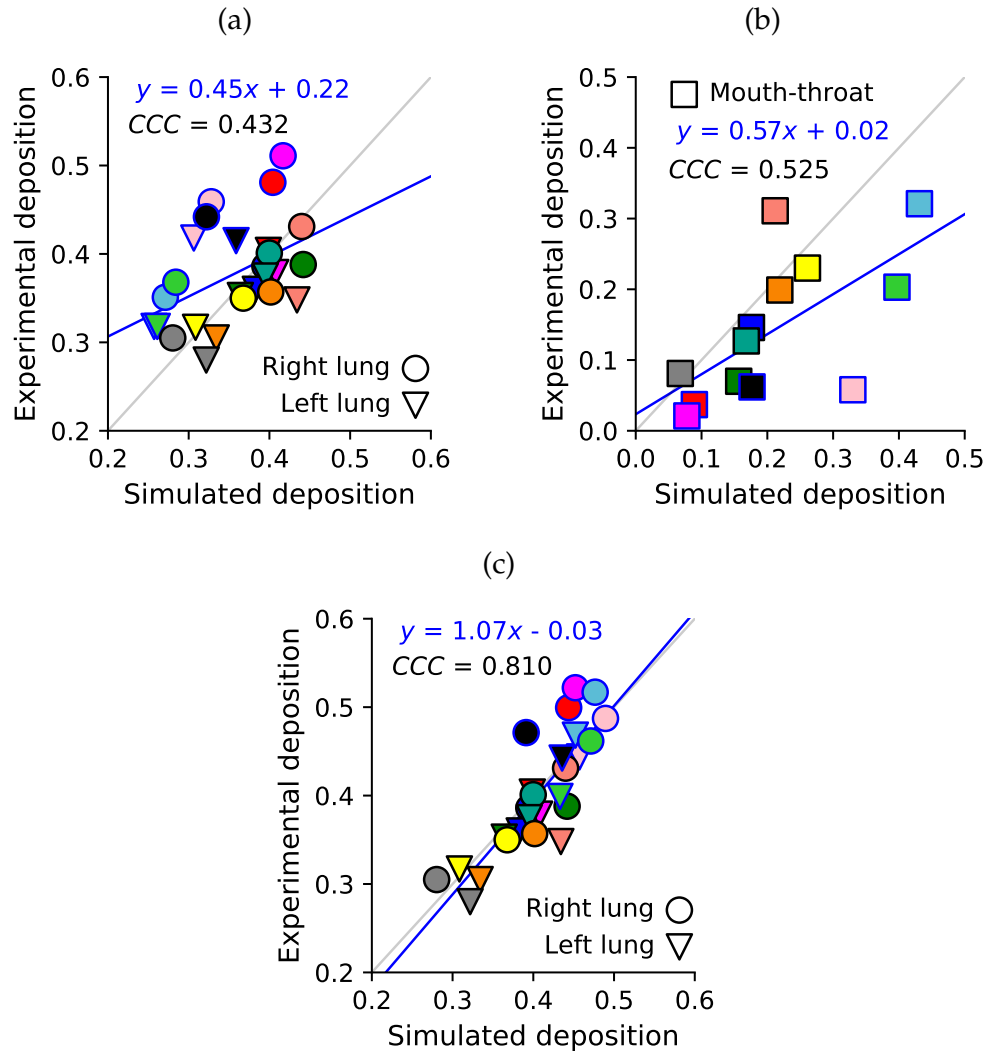 (a)
0.6
0.5
0.4
0.3
0.2
0.2 0.3 0.4 0.5 0.6
Experimental deposition
Simulated deposition
y = 0.45x + 0.22
CCC = 0.432
Right lung
Left lung
(b)
0.5
0.4
0.3
0.2
0.1
0.0
0.0 0.1 0.2 0.3 0.4 0.5
Experimental deposition
Simulated deposition
Mouth-throat
y = 0.57x + 0.02
CCC = 0.525
(c)
0.6
0.5
0.4
0.3
0.2
0.2 0.3 0.4 0.5 0.6
Experimental deposition
Simulated deposition
y = 1.07x - 0.03
CCC = 0.810
Right lung
Left lung